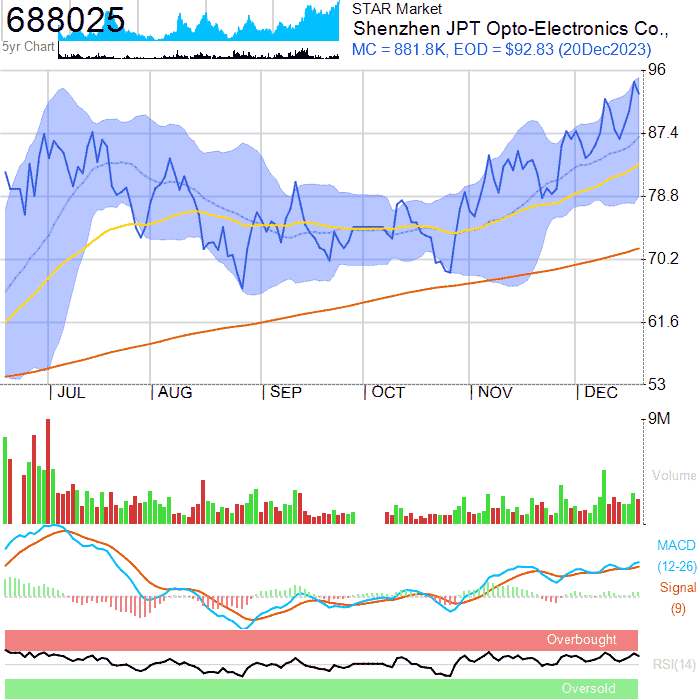 688025
5yr Chart
STAR Market
Shenzhen JPT Opto-Electronics Co.,
MC = 881.8K, EOD = $92.83 (20Dec2023)
96
87.4
78.8
70.2
61.6
53
JUL
AUG
SEP
OCT
NOV
DEC
9M
Volume
MACD
(12-26)
Signal
(9)
Overbought
RSI(14)
Oversold